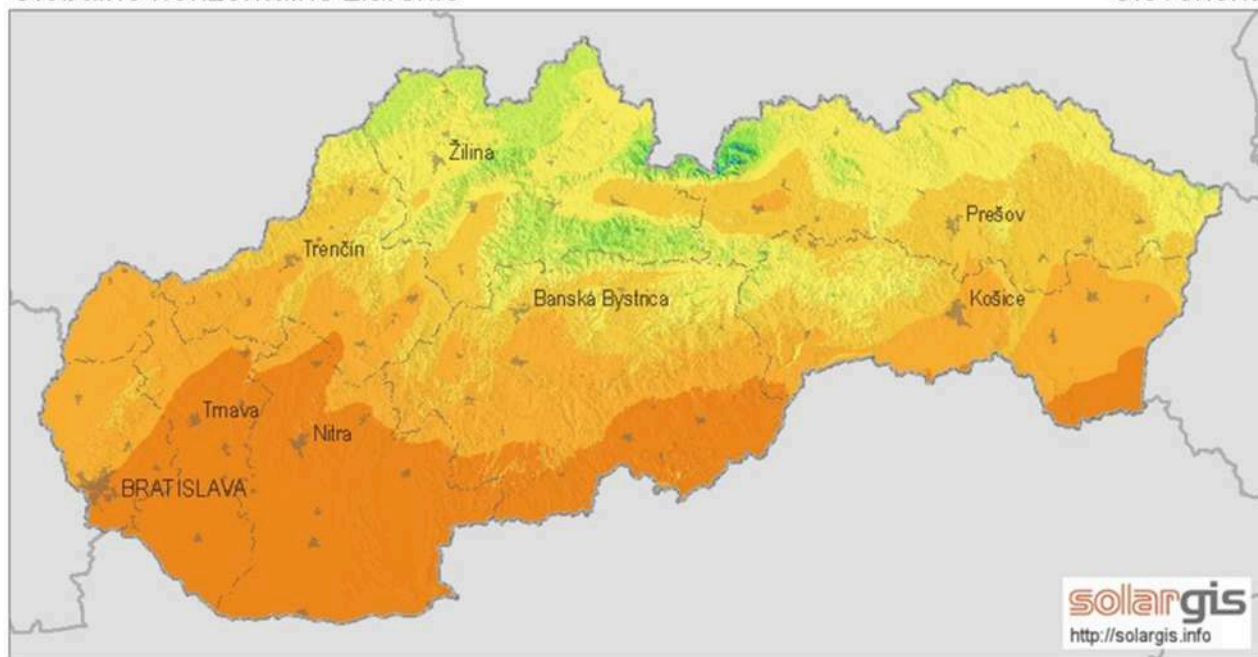 Žilina
Prešov
Trenčín
Banská Bystrica
Košice
Trnava
Nitra
BRATISLAVA
solargis
http://solargis.info